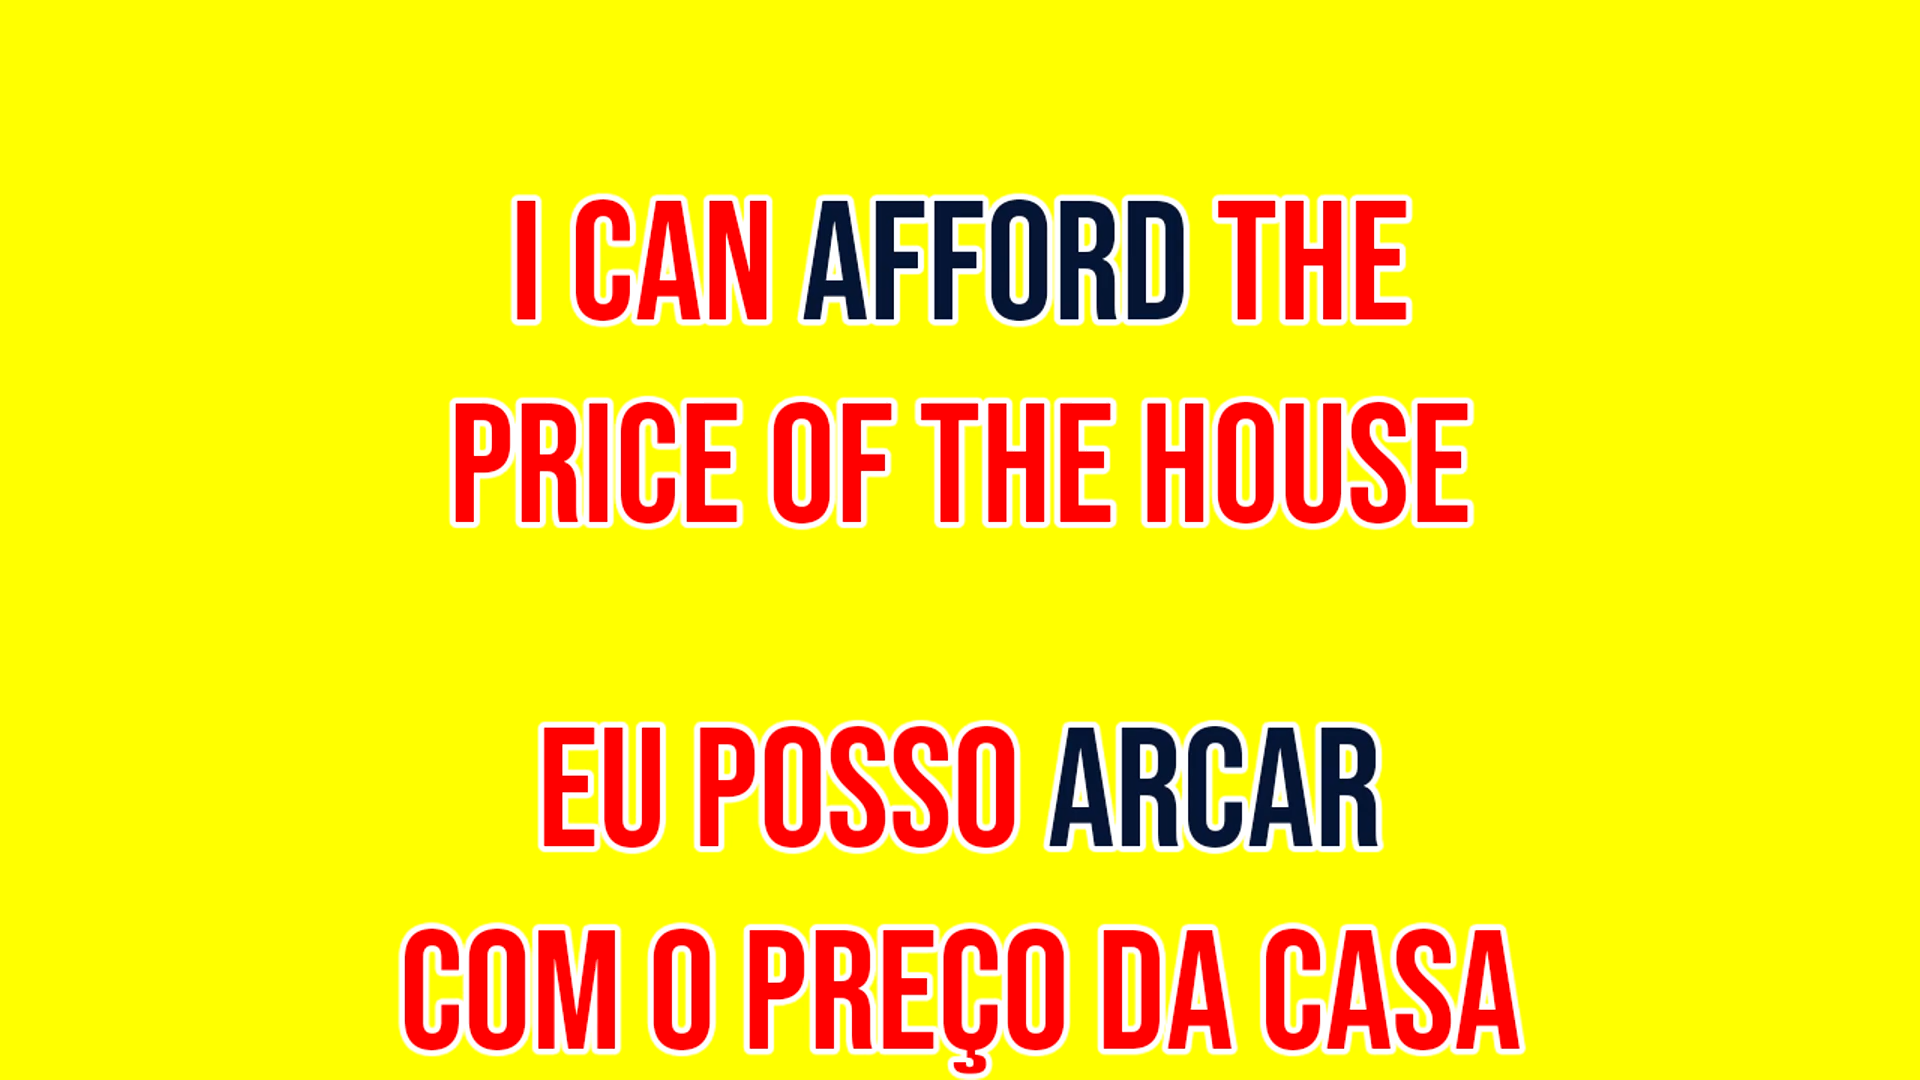 I CAN AFFORD THE
PRICE OF THE HOUSE
EU POSSO ARCAR
COM O PREÇO DA CASA